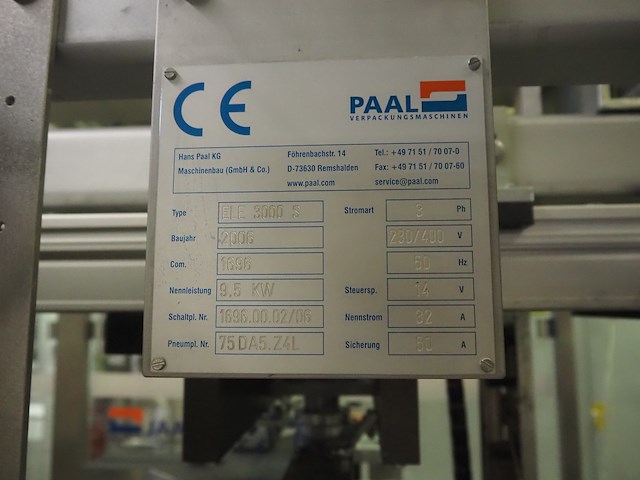 CE
PAAL
VERPACKUNGSMASCHINEN
Hans Paal KG Föhrenbachstr. 14 Tel.: +49 71 51 / 70 07-0
Maschinenbau (GmbH & Co.) D-73630 Remshalden Fax: +49 71 51 / 70 07-60
www.paal.com service@paal.com
Type ELE 3000 S Stromart 3 Ph
Baujahr 2006 230/400 V
Com. 1696 Hz
Nennleistung 9.5 KW Steuersp. V
Schaltpl. Nr. 1696.00.02/06 Nennstrom 32 A
Pneumpl. Nr. 75DA5.Z4L Sicherung A